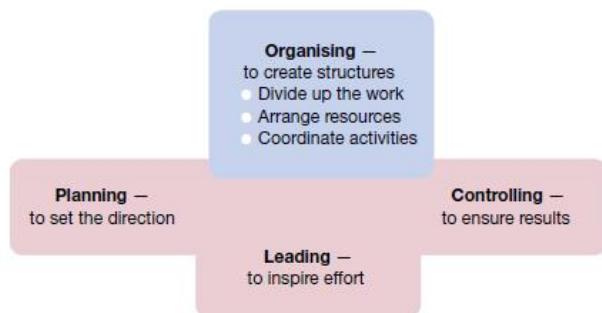 Organising —
to create structures
Divide up the work
Arrange resources
Coordinate activities
Planning —
to set the direction
Controlling —
to ensure results
Leading —
to inspire effort